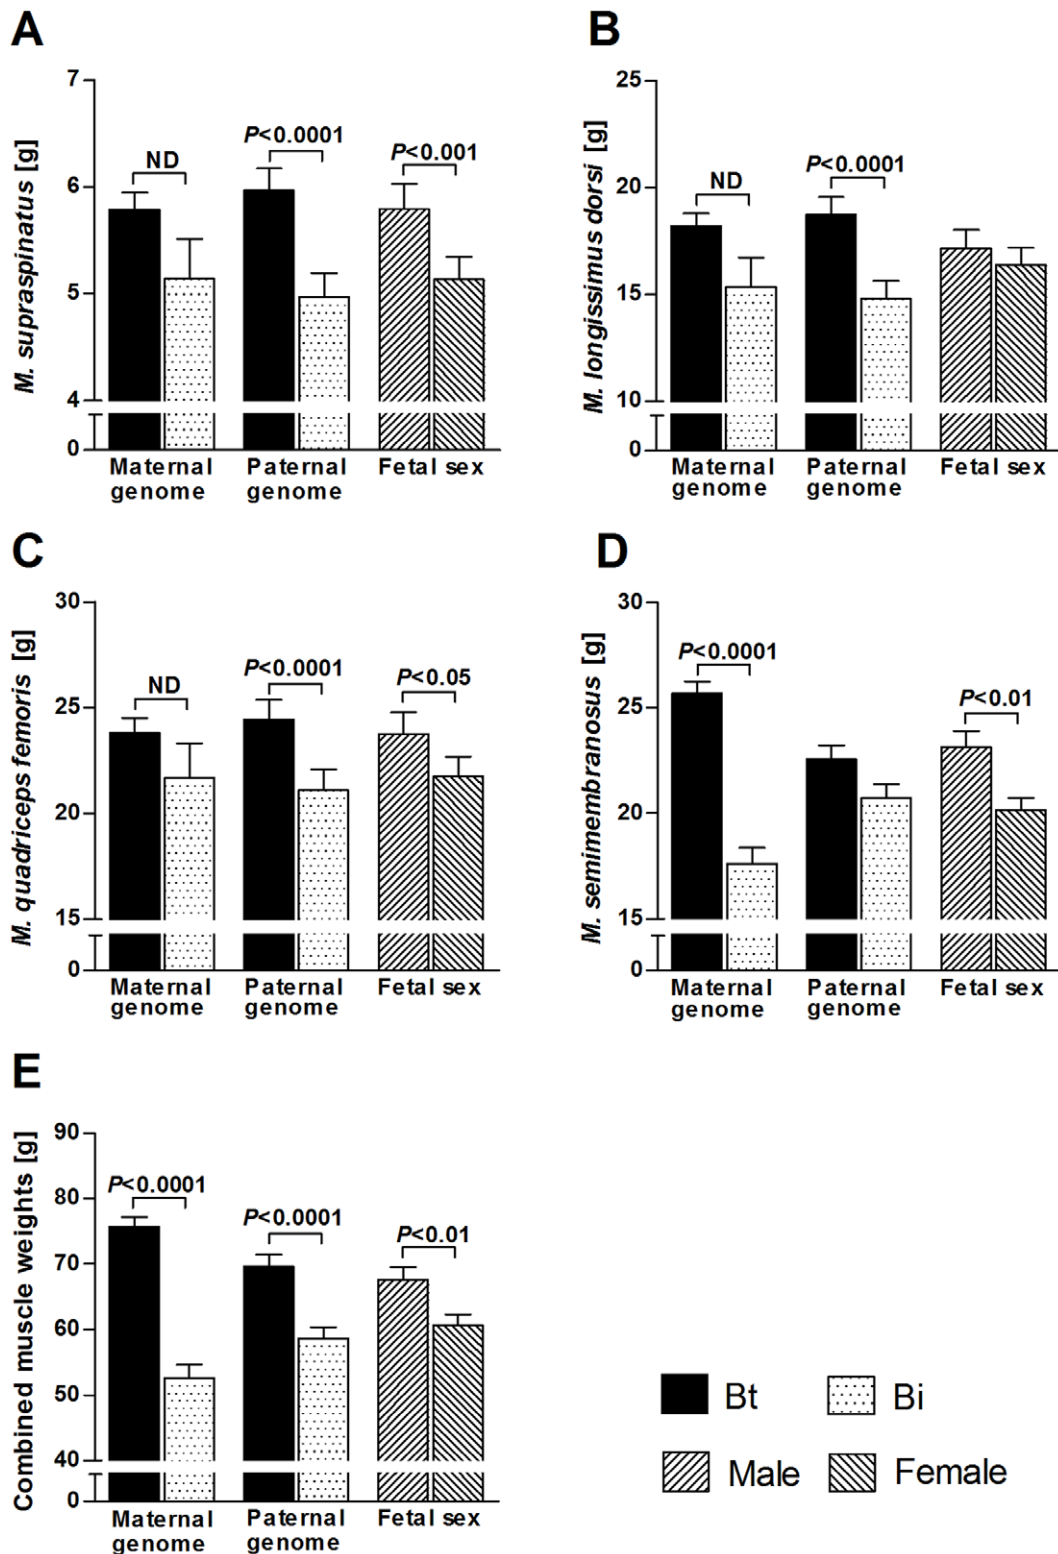 A
M. supraspinatus [g]
7
6
5
4
0
ND
P<0.0001
P<0.001
Maternal genome
Paternal genome
Fetal sex
B
M. longissimus dorsi [g]
25
20
15
10
0
ND
P<0.0001
Maternal genome
Paternal genome
Fetal sex
C
M. quadriceps femoris [g]
30
25
20
15
0
ND
P<0.0001
P<0.05
Maternal genome
Paternal genome
Fetal sex
D
M. semimembranosus [g]
30
25
20
15
0
P<0.0001
P<0.01
Maternal genome
Paternal genome
Fetal sex
E
Combined muscle weights [g]
90
80
70
60
50
40
0
P<0.0001
P<0.0001
P<0.01
Maternal genome
Paternal genome
Fetal sex
Bt
Bi
Male
Female